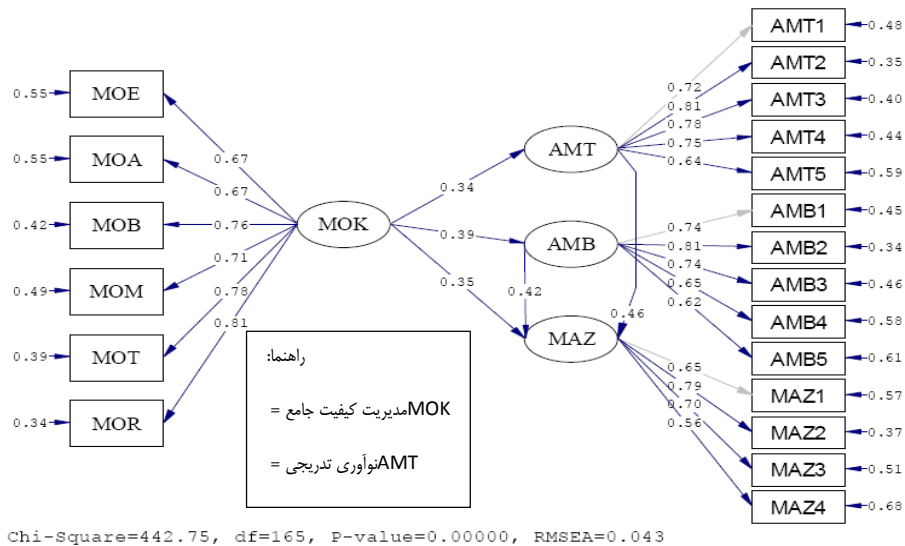 AMT1
0.48
AMT2
0.35
AMT3
0.40
AMT4
0.44
AMT5
0.59
AMB1
0.45
AMB2
0.34
AMB3
0.46
AMB4
0.58
AMB5
0.61
MAZ1
0.57
MAZ2
0.37
MAZ3
0.51
MAZ4
0.68
0.72
0.81
0.78
0.75
0.64
0.74
0.81
0.74
0.65
0.62
0.65
0.79
0.70
0.56
AMT
AMB
MAZ
0.34
0.39
0.35
0.42
0.46
MOK
0.67
0.67
0.76
0.71
0.78
0.81
0.55 MOE
0.55 MOA
0.42 MOB
0.49 MOM
0.39 MOT
0.34 MOR
راهنما:
MOKمدیریت کیفیت جامع =
AMTنوآوری تدریجی =
Chi-Square=442.75, df=165, P-value=0.00000, RMSEA=0.043